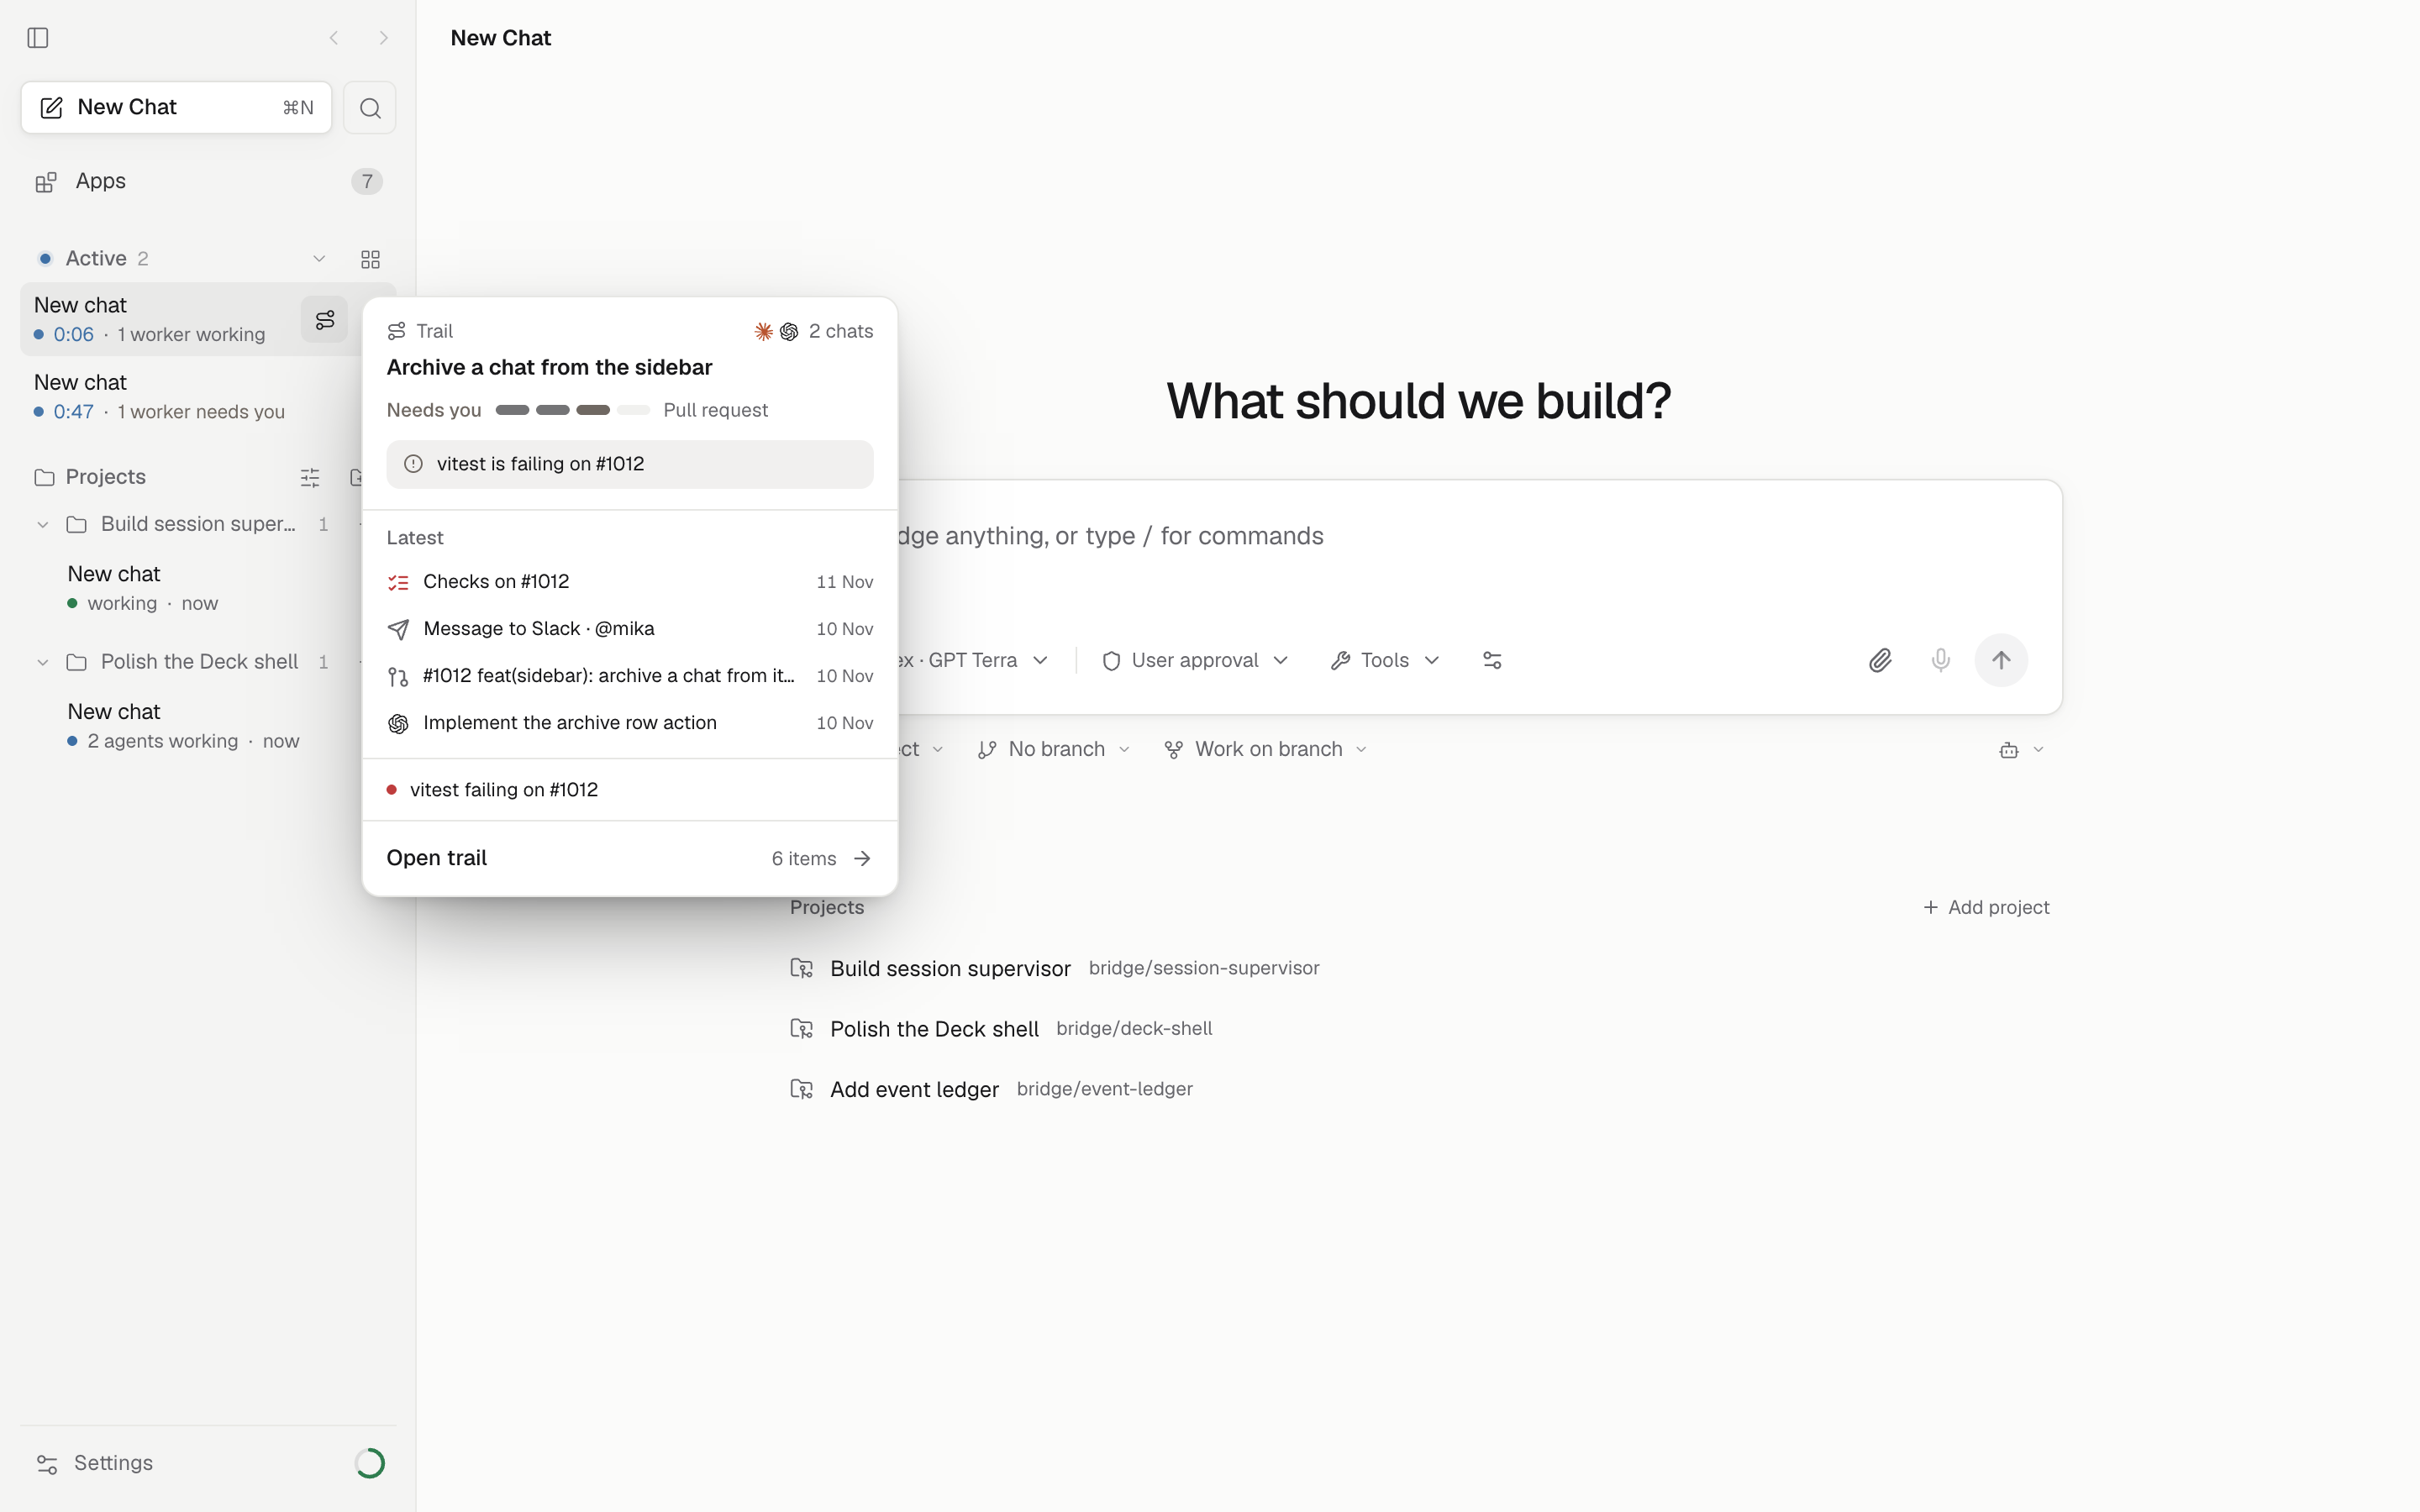 New Chat
New Chat ⌘N
Apps 7
Active 2
New chat
0:06 · 1 worker working
New chat
0:47 · 1 worker needs you
Projects
Build session super... 1
New chat
working · now
Polish the Deck shell 1
New chat
2 agents working · now
Settings
Trail 2 chats
Archive a chat from the sidebar
Needs you Pull request
vitest is failing on #1012
Latest
Checks on #1012 11 Nov
Message to Slack · @mika 10 Nov
#1012 feat(sidebar): archive a chat from it... 10 Nov
Implement the archive row action 10 Nov
vitest failing on #1012
Open trail 6 items
What should we build?
dge anything, or type / for commands
ex · GPT Terra User approval Tools
ect No branch Work on branch
Projects Add project
Build session supervisor bridge/session-supervisor
Polish the Deck shell bridge/deck-shell
Add event ledger bridge/event-ledger